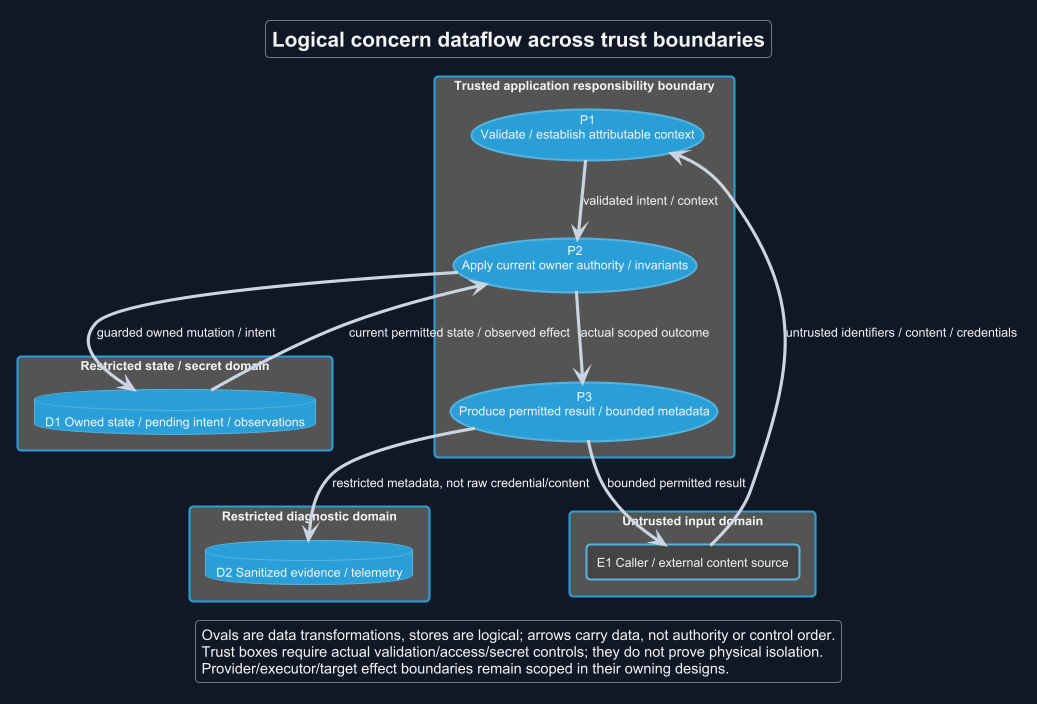 Logical concern dataflow across trust boundaries
Trusted application responsibility boundary
P1
Validate / establish attributable context
validated intent / context
P2
Apply current owner authority / invariants
guarded owned mutation / intent
current permitted state / observed effect
actual scoped outcome
untrusted identifiers / content / credentials
Restricted state / secret domain
D1 Owned state / pending intent / observations
P3
Produce permitted result / bounded metadata
restricted metadata, not raw credential/content
bounded permitted result
Restricted diagnostic domain
D2 Sanitized evidence / telemetry
Untrusted input domain
E1 Caller / external content source
Ovals are data transformations, stores are logical; arrows carry data, not authority or control order.
Trust boxes require actual validation/access/secret controls; they do not prove physical isolation.
Provider/executor/target effect boundaries remain scoped in their owning designs.